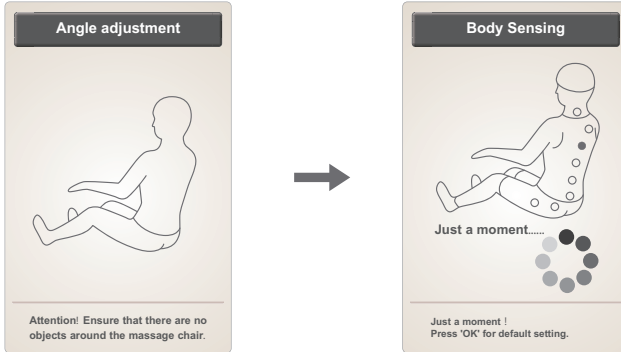 Angle adjustment
Attention! Ensure that there are no
objects around the massage chair.
Body Sensing
Just a moment......
Just a moment !
Press 'OK' for default setting.